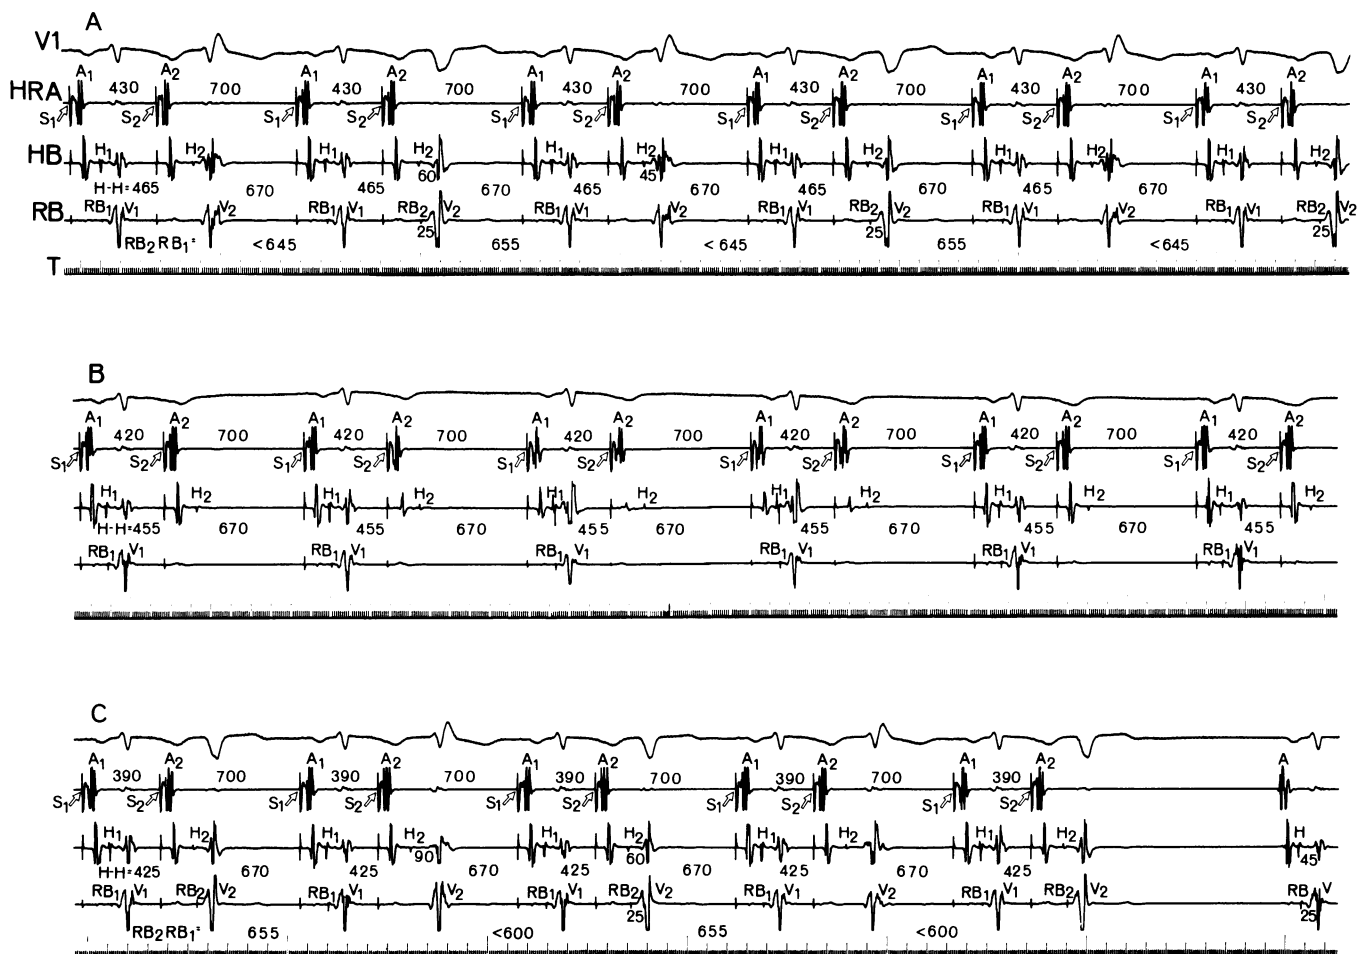 A
V1
A1 A2 A1 A2 A1 A2 A1 A2 A1 A2 A1 A2
HRA 430 700 430 700 430 700 430 700 430 700 430
S1 S2 S1 S2 S1 S2 S1 S2 S1 S2 S1 S2
HB H1 H2 H1 H2 H1 H2 H1 H2 H1 H2 H1 H2
60 45
H-H=465 670 465 670 465 670 465 670 465 670 465
RB RB1 V1 V2 RB1 V1 RB2 V2 RB1 V1 V2 RB1 V1 RB2 V2 RB1 V1 V2 RB1 V1 RB2 V2
25 25 25
RB2RB1= <645 655 <645 655 <645
T
B
A1 A2 A1 A2 A1 A2 A1 A2 A1 A2 A1 A2
420 700 420 700 420 700 420 700 420 700 420
S1 S2 S1 S2 S1 S2 S1 S2 S1 S2 S1 S2
H1 H2 H1 H2 H1 H2 H1 H2 H1 H2 H1 H2
H-H=455 670 455 670 455 670 455 670 455 670 455
RB1 V1 RB1 V1 RB1 V1 RB1 V1 RB1 V1 RB1 V1
C
A1 A2 A1 A2 A1 A2 A1 A2 A1 A2 A
390 700 390 700 390 700 390 700 390
S1 S2 S1 S2 S1 S2 S1 S2 S1 S2
H1 H2 H1 H2 H1 H2 H1 H2 H1 H2 H
90 60 45
H-H=425 670 425 670 425 670 425 670 425
RB1 V1 RB2 V2 RB1 V1 V2 RB1 V1 RB2 V2 RB1 V1 V2 RB1 V1 RB2 V2 RB V
25 25
RB2RB1= 655 <600 655 <600